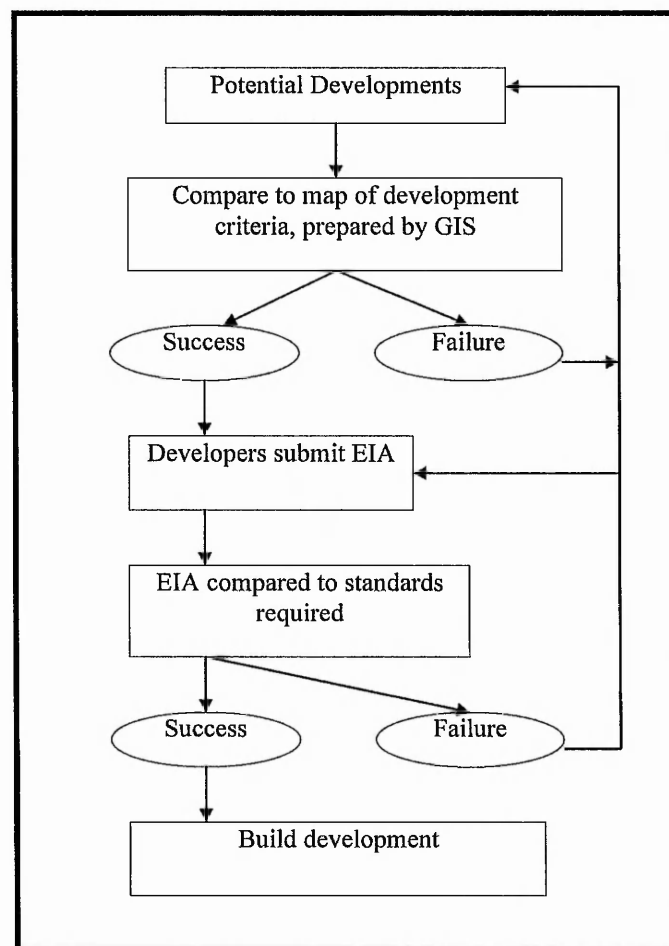 Potential Developments
Compare to map of development
criteria, prepared by GIS
Success
Failure
Developers submit EIA
EIA compared to standards
required
Success
Failure
Build development